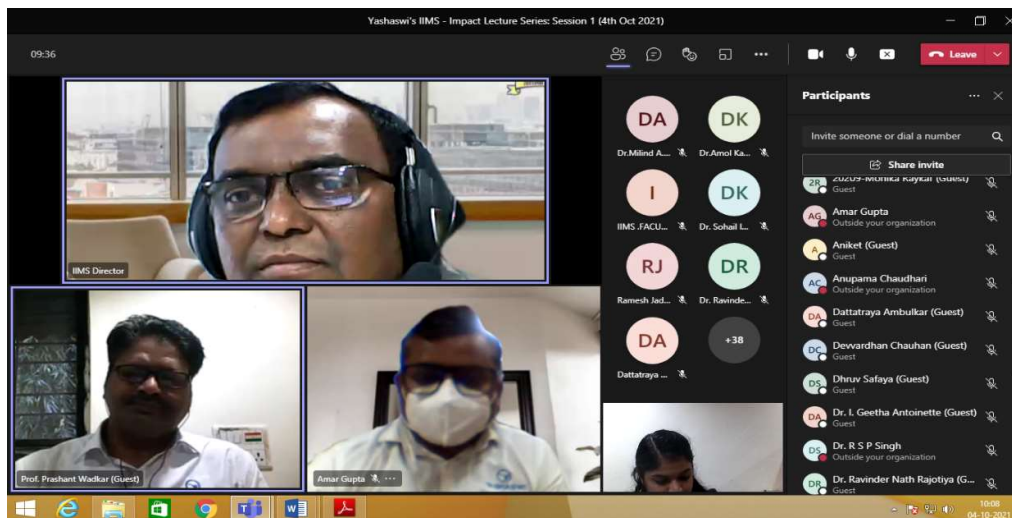 Yashaswi's IIMS - Impact Lecture Series: Session 1 (4th Oct 2021)
09:36
Leave
IIMS Director
Prof. Prashant Wadkar (Guest)
Amar Gupta
DA
Dr.Milind A...
DK
Dr.Amol Ka...
I
IIMS .FACU...
DK
Dr. Sohail I...
RJ
Ramesh Jad...
DR
Dr. Ravinde...
DA
Dattatraya ...
+38
Participants
Invite someone or dial a number
Share invite
2R
20209-Monika Raykar (Guest)
Guest
AG
Amar Gupta
Outside your organization
A
Aniket (Guest)
Guest
AC
Anupama Chaudhari
Outside your organization
DA
Dattatraya Ambulkar (Guest)
Guest
DC
Devvardhan Chauhan (Guest)
Guest
DS
Dhruv Safaya (Guest)
Guest
DA
Dr. I. Geetha Antoinette (Guest)
Guest
DS
Dr. R S P Singh
Outside your organization
DR
Dr. Ravinder Nath Rajotiya (G...
Guest
10:08
04-10-2021